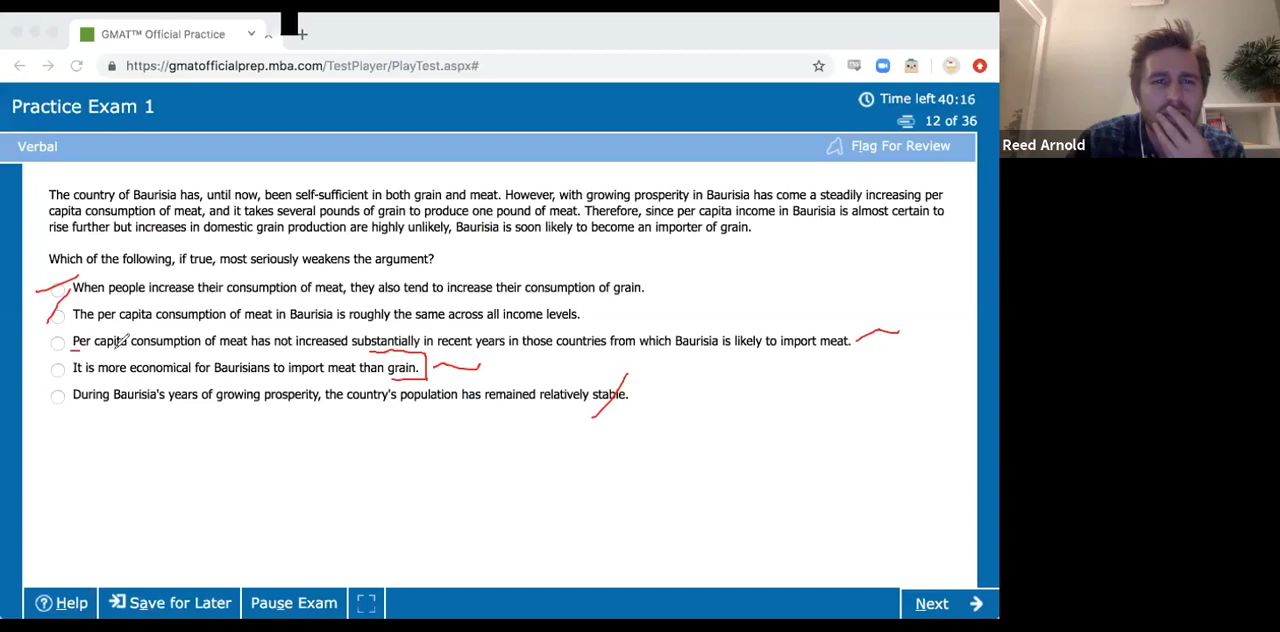 GMAT™ Official Practice
https://gmatofficialprep.mba.com/TestPlayer/PlayTest.aspx#
Practice Exam 1
Time left 40:16
12 of 36
Verbal
Flag For Review
Reed Arnold
The country of Baurisia has, until now, been self-sufficient in both grain and meat. However, with growing prosperity in Baurisia has come a steadily increasing per
capita consumption of meat, and it takes several pounds of grain to produce one pound of meat. Therefore, since per capita income in Baurisia is almost certain to
rise further but increases in domestic grain production are highly unlikely, Baurisia is soon likely to become an importer of grain.
Which of the following, if true, most seriously weakens the argument?
When people increase their consumption of meat, they also tend to increase their consumption of grain.
The per capita consumption of meat in Baurisia is roughly the same across all income levels.
Per capita consumption of meat has not increased substantially in recent years in those countries from which Baurisia is likely to import meat.
It is more economical for Baurisians to import meat than grain.
During Baurisia's years of growing prosperity, the country's population has remained relatively stable.
Help
Save for Later
Pause Exam
Next